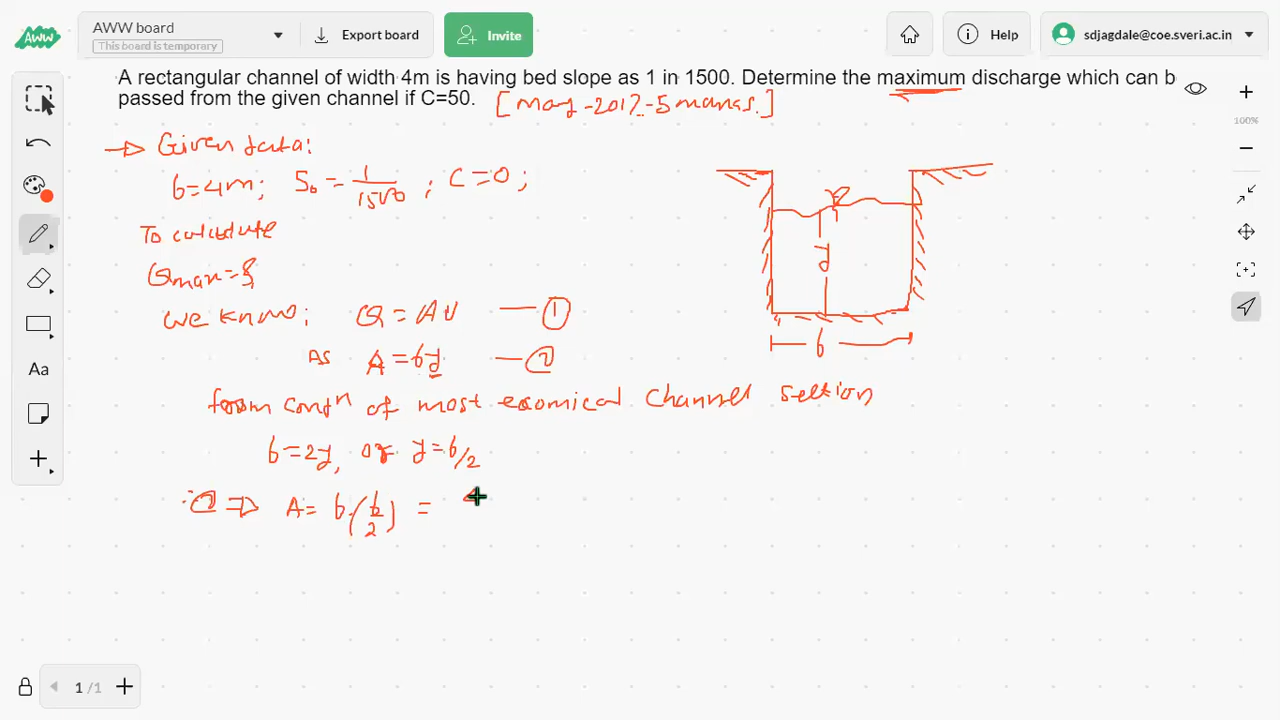 AWW board
This board is temporary
Export board
Invite
Help
sdjagdale@coe.sveri.ac.in
A rectangular channel of width 4m is having bed slope as 1 in 1500. Determine the maximum discharge which can b
passed from the given channel if C=50. [May-2017-5 marks.]
→ Given data:
b=4m; S₀=1/1500; C=0;
To calculate
Qmax=?
we know; Q=AV —①
As A=by —②
from condn of most economical channel section
b=2y, or y=b/2
∴② ⇒ A= b.(b/2) =
y
b
Aa
100%
1/1